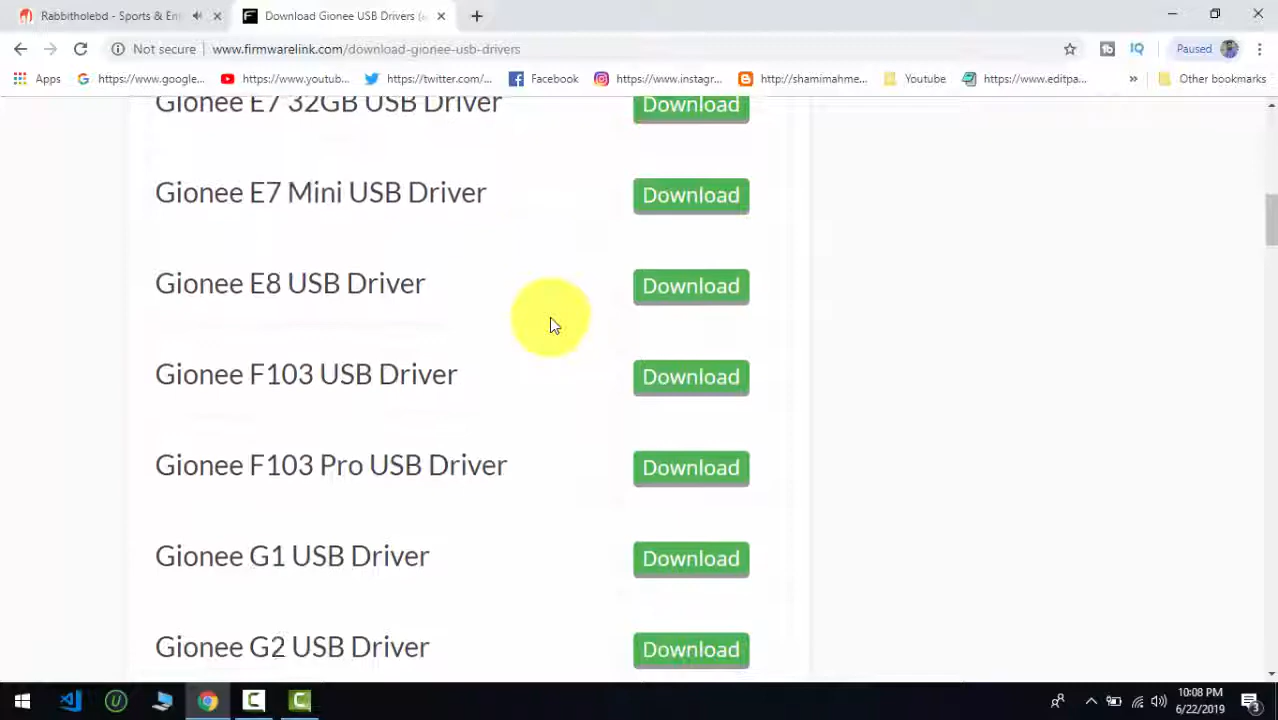 Rabbitholebd - Sports & En
Download Gionee USB Drivers (
Not secure
www.firmwarelink.com/download-gionee-usb-drivers
Paused
Apps
https://www.google...
https://www.youtub...
https://twitter.com/...
Facebook
https://www.instagr...
http://shamimahme...
Youtube
https://www.editpa...
»
Other bookmarks
Gionee E7 32GB USB Driver
Download
Gionee E7 Mini USB Driver
Download
Gionee E8 USB Driver
Download
Gionee F103 USB Driver
Download
Gionee F103 Pro USB Driver
Download
Gionee G1 USB Driver
Download
Gionee G2 USB Driver
Download
10:08 PM
6/22/2019
3